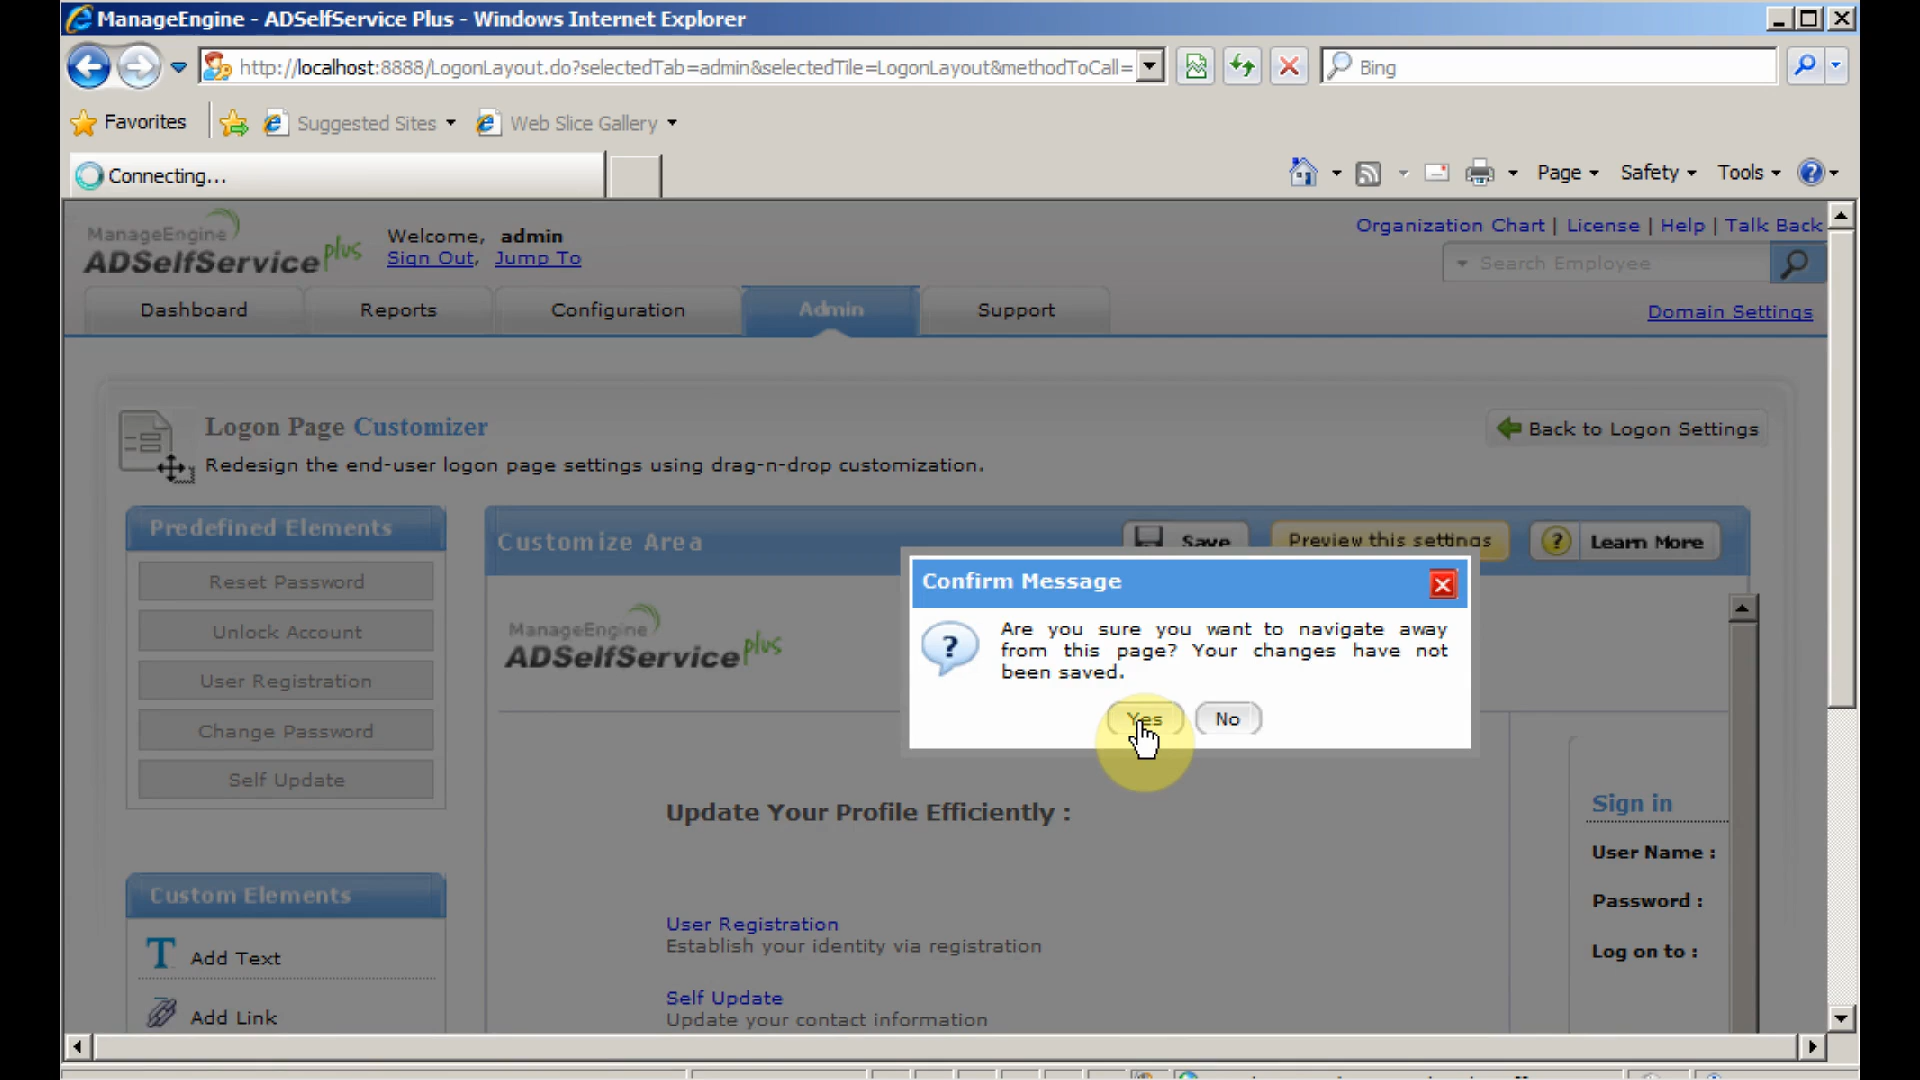 ManageEngine - ADSelfService Plus - Windows Internet Explorer
http://localhost:8888/LogonLayout.do?selectedTab=admin&selectedTile=LogonLayout&methodToCall=
Bing
Favorites
Suggested Sites
Web Slice Gallery
Connecting...
Page
Safety
Tools
ManageEngine
ADSelfService plus
Welcome, admin
Sign Out, Jump To
Organization Chart | License | Help | Talk Back
Search Employee
Dashboard
Reports
Configuration
Admin
Support
Domain Settings
Logon Page Customizer
Redesign the end-user logon page settings using drag-n-drop customization.
Back to Logon Settings
Predefined Elements
Reset Password
Unlock Account
User Registration
Change Password
Self Update
Custom Elements
Add Text
Add Link
Customize Area
Save
Preview this settings
Learn More
ManageEngine
ADSelfService plus
Confirm Message
Are you sure you want to navigate away
from this page? Your changes have not
been saved.
Yes
No
Update Your Profile Efficiently :
User Registration
Establish your identity via registration
Self Update
Update your contact information
Sign in
User Name :
Password :
Log on to :